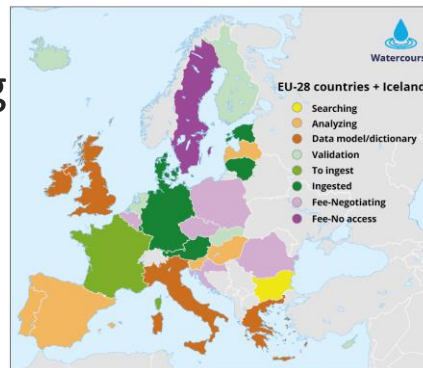 g
Watercours
EU-28 countries + Iceland
Searching
Analyzing
Data model/dictionary
Validation
To ingest
Ingested
Fee-Negotiating
Fee-No access